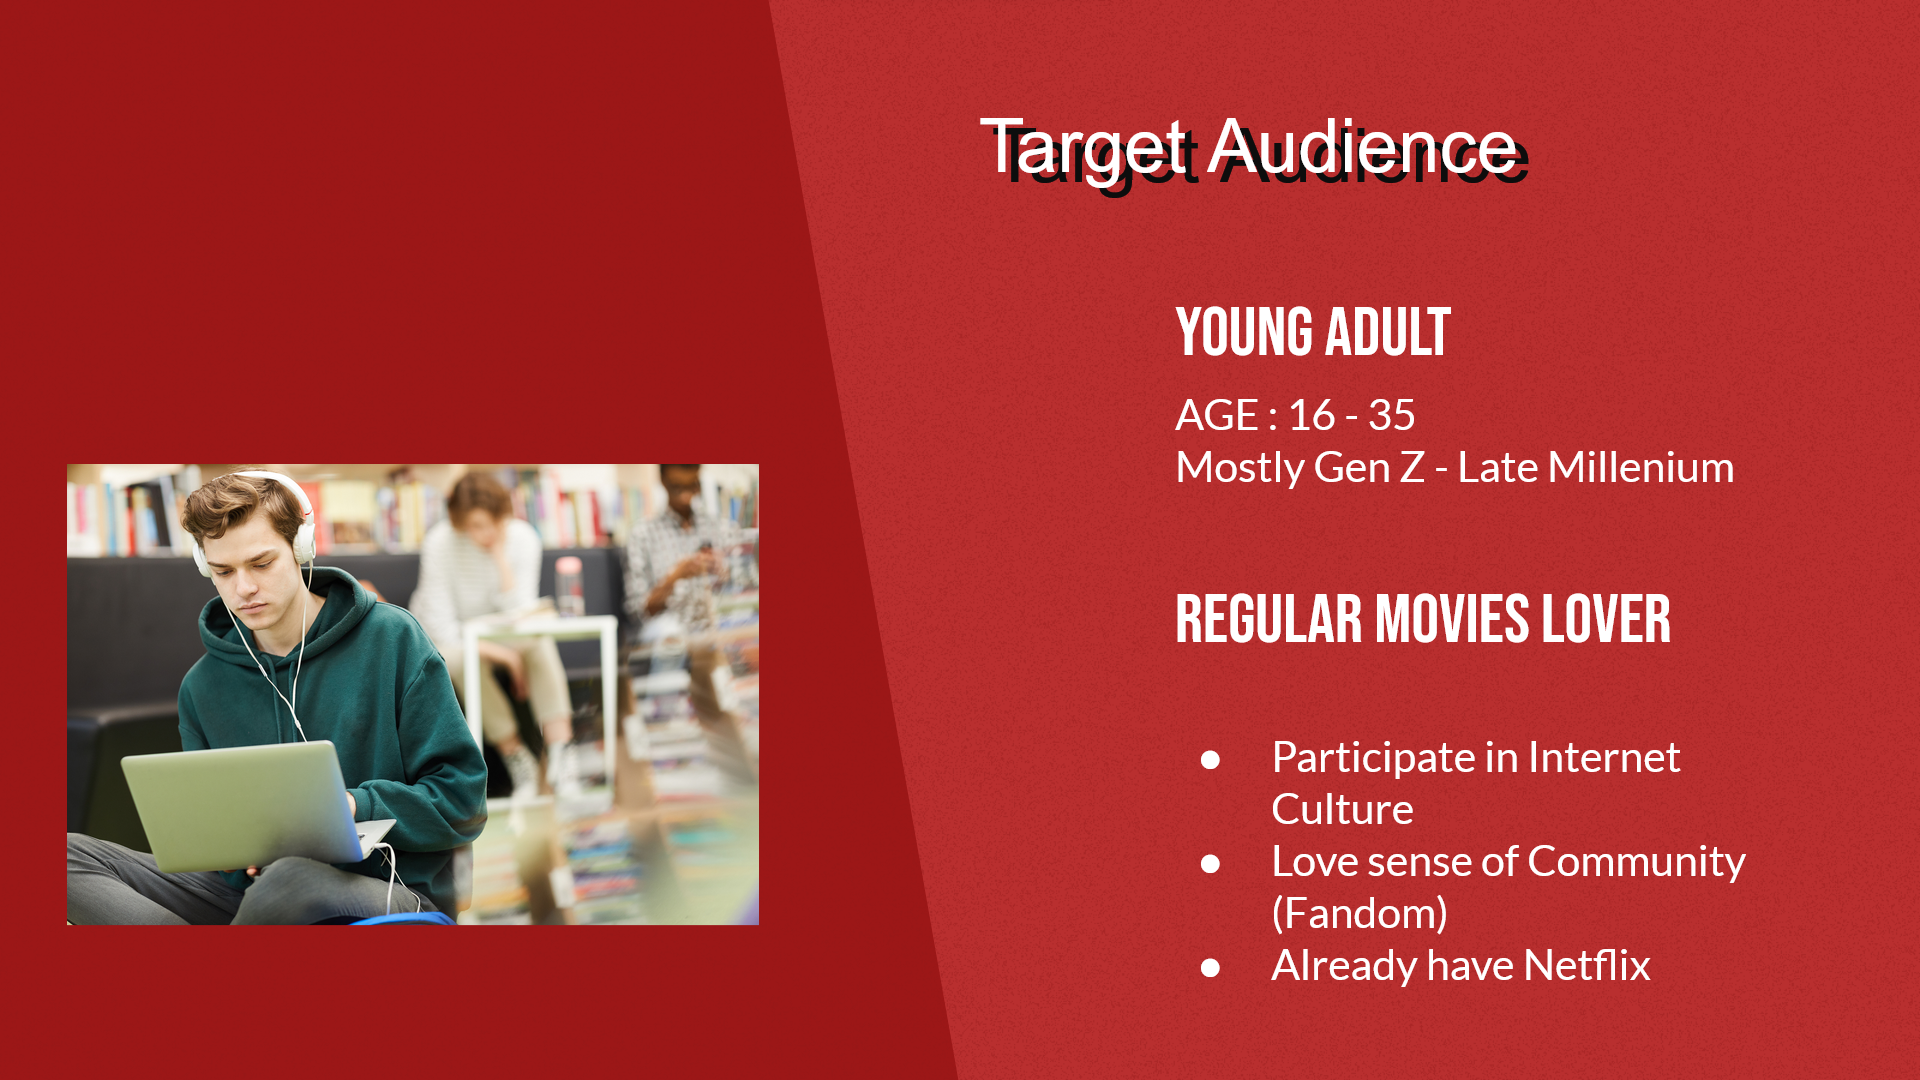 Target Audience
YOUNG ADULT
AGE : 16 - 35
Mostly Gen Z - Late Millenium
REGULAR MOVIES LOVER
● Participate in Internet
Culture
● Love sense of Community
(Fandom)
● Already have Netflix